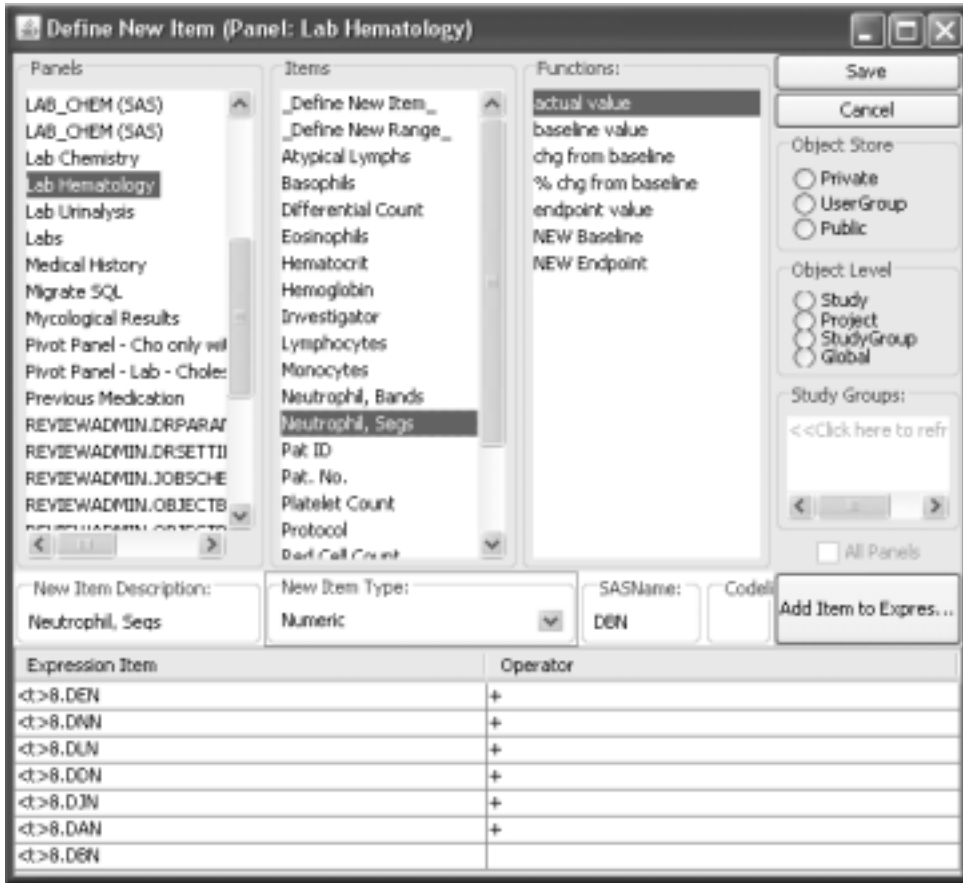 Define New Item (Panel: Lab Hematology)
Panels
LAB_CHEM (SAS)
LAB_CHEM (SAS)
Lab Chemistry
Lab Hematology
Lab Urinalysis
Labs
Medical History
Migrate SQL
Mycological Results
Pivot Panel - Cho only wit
Pivot Panel - Lab - Choles
Previous Medication
REVIEWADMIN.DRPARAM
REVIEWADMIN.DRSETTI
REVIEWADMIN.JOBSCHE
REVIEWADMIN.OBJECTB
Items
_Define New Item_
_Define New Range_
Atypical Lymphs
Basophils
Differential Count
Eosinophils
Hematocrit
Hemoglobin
Investigator
Lymphocytes
Monocytes
Neutrophil, Bands
Neutrophil, Segs
Pat ID
Pat. No.
Platelet Count
Protocol
Red Cell Count
Functions:
actual value
baseline value
chg from baseline
% chg from baseline
endpoint value
NEW Baseline
NEW Endpoint
Save
Cancel
Object Store
Private
UserGroup
Public
Object Level
Study
Project
StudyGroup
Global
Study Groups:
<<Click here to refr
All Panels
New Item Description:
Neutrophil, Segs
New Item Type:
Numeric
SASName:
DBN
Codeli
Add Item to Expres...
Expression Item Operator
<t>8.DEN +
<t>8.DNN +
<t>8.DLN +
<t>8.DDN +
<t>8.DJN +
<t>8.DAN +
<t>8.DBN